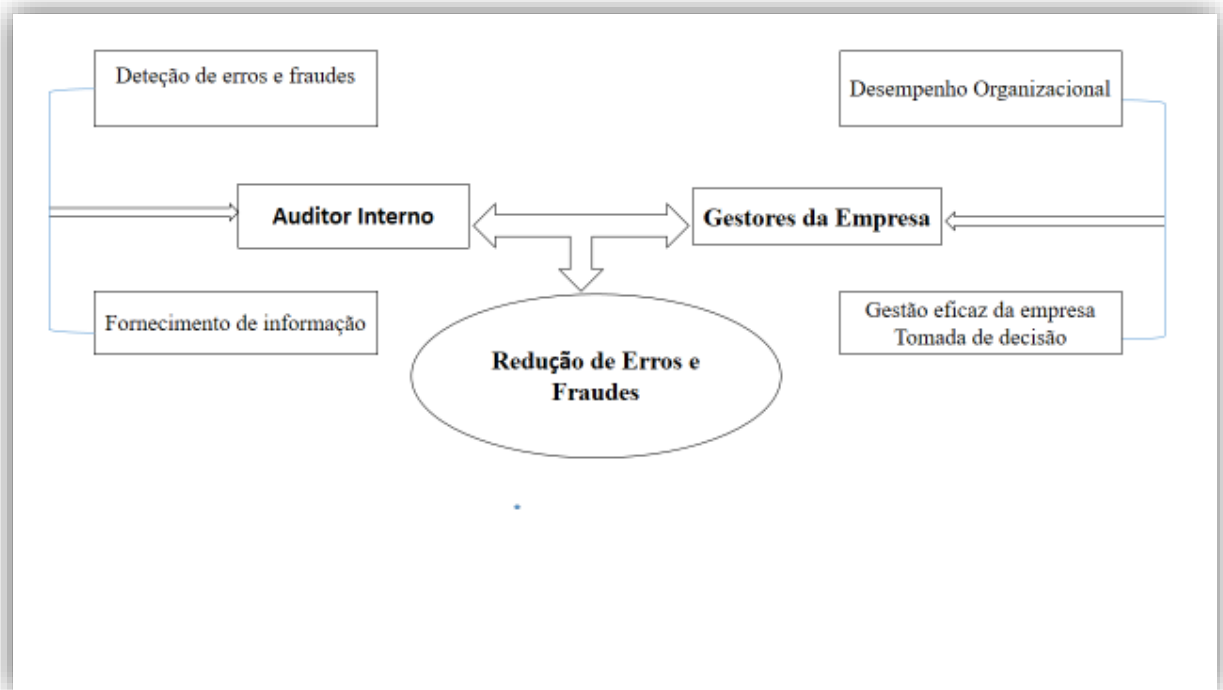 Deteção de erros e fraudes
Desempenho Organizacional
Auditor Interno
Gestores da Empresa
Fornecimento de informação
Gestão eficaz da empresa
Tomada de decisão
Redução de Erros e
Fraudes